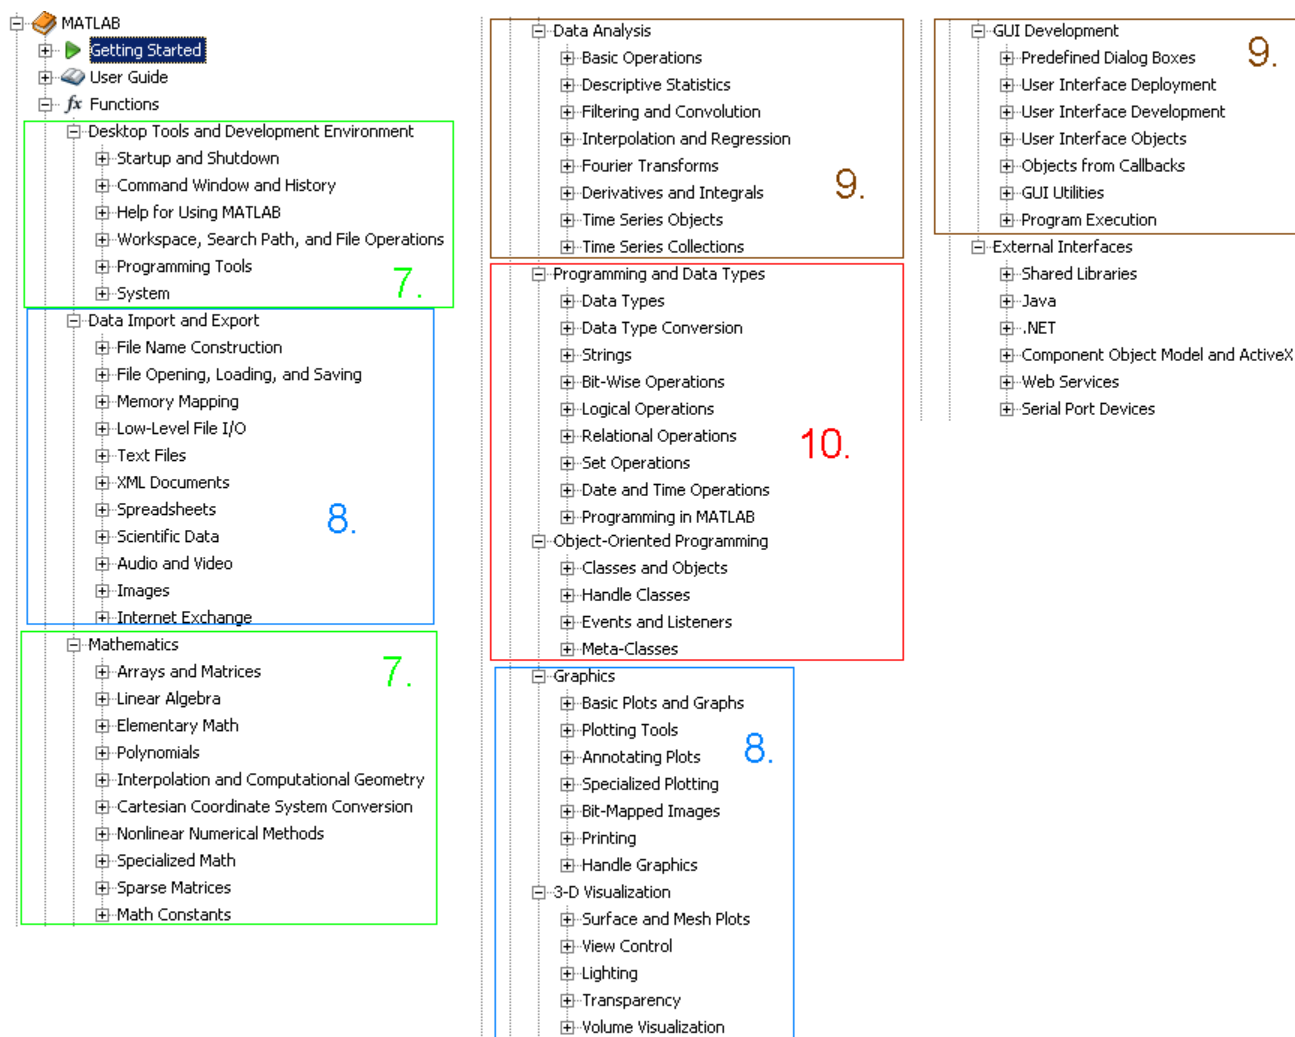 MATLAB
Getting Started
User Guide
fx Functions
Desktop Tools and Development Environment
Startup and Shutdown
Command Window and History
Help for Using MATLAB
Workspace, Search Path, and File Operations
Programming Tools
System
7.
Data Import and Export
File Name Construction
File Opening, Loading, and Saving
Memory Mapping
Low-Level File I/O
Text Files
XML Documents
Spreadsheets
Scientific Data
Audio and Video
Images
Internet Exchange
8.
Mathematics
Arrays and Matrices
Linear Algebra
Elementary Math
Polynomials
Interpolation and Computational Geometry
Cartesian Coordinate System Conversion
Nonlinear Numerical Methods
Specialized Math
Sparse Matrices
Math Constants
7.
Data Analysis
Basic Operations
Descriptive Statistics
Filtering and Convolution
Interpolation and Regression
Fourier Transforms
Derivatives and Integrals
Time Series Objects
Time Series Collections
9.
Programming and Data Types
Data Types
Data Type Conversion
Strings
Bit-Wise Operations
Logical Operations
Relational Operations
Set Operations
Date and Time Operations
Programming in MATLAB
Object-Oriented Programming
Classes and Objects
Handle Classes
Events and Listeners
Meta-Classes
10.
Graphics
Basic Plots and Graphs
Plotting Tools
Annotating Plots
Specialized Plotting
Bit-Mapped Images
Printing
Handle Graphics
3-D Visualization
Surface and Mesh Plots
View Control
Lighting
Transparency
Volume Visualization
8.
GUI Development
Predefined Dialog Boxes
User Interface Deployment
User Interface Development
User Interface Objects
Objects from Callbacks
GUI Utilities
Program Execution
9.
External Interfaces
Shared Libraries
Java
.NET
Component Object Model and ActiveX
Web Services
Serial Port Devices